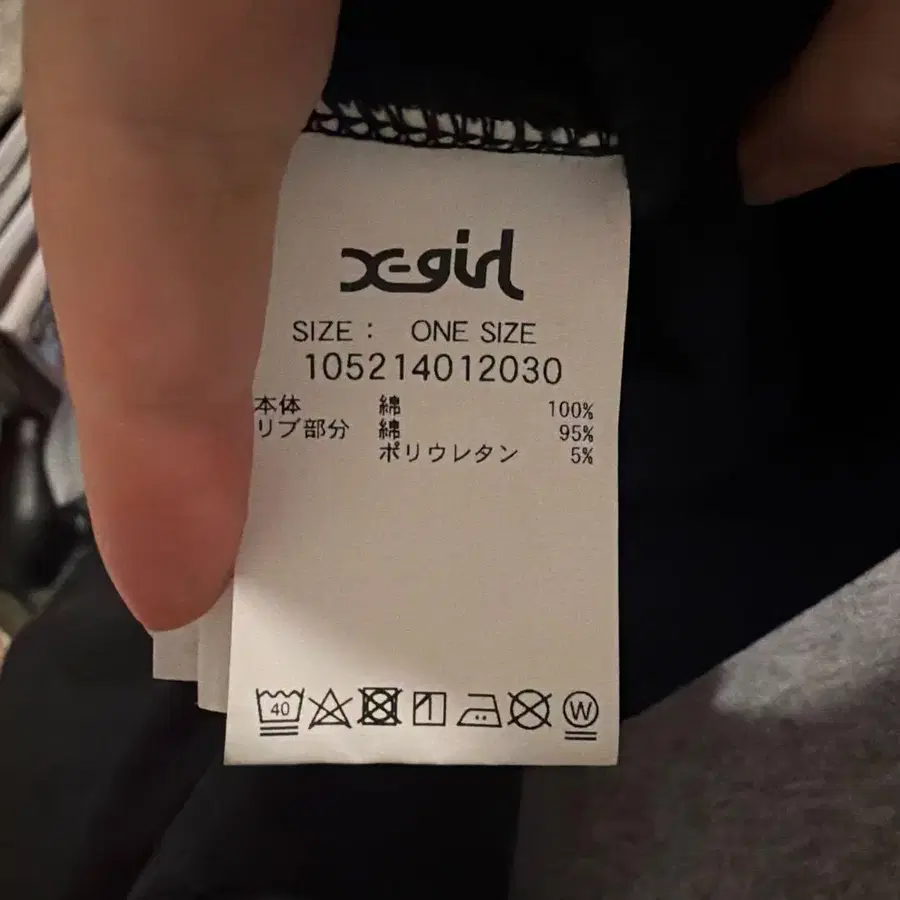 X-girl
SIZE : ONE SIZE
105214012030
本体 綿 100%
リブ部分 綿 95%
ポリウレタン 5%
40 W